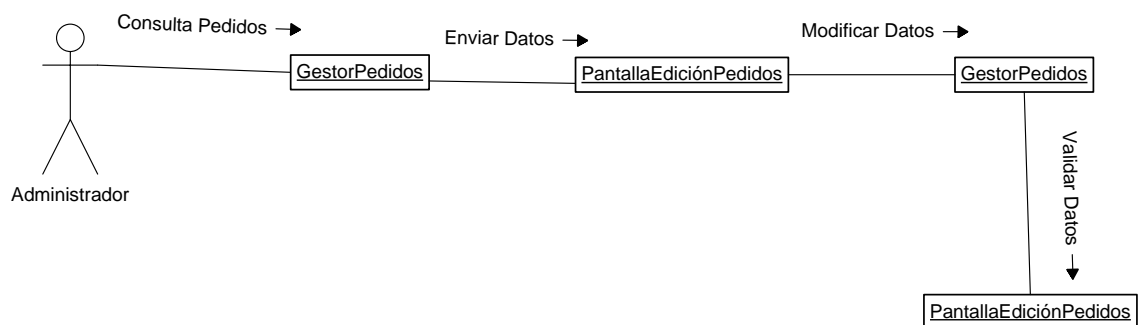 Consulta Pedidos
Enviar Datos
Modificar Datos
GestorPedidos
PantallaEdiciónPedidos
GestorPedidos
Validar Datos
Administrador
PantallaEdiciónPedidos